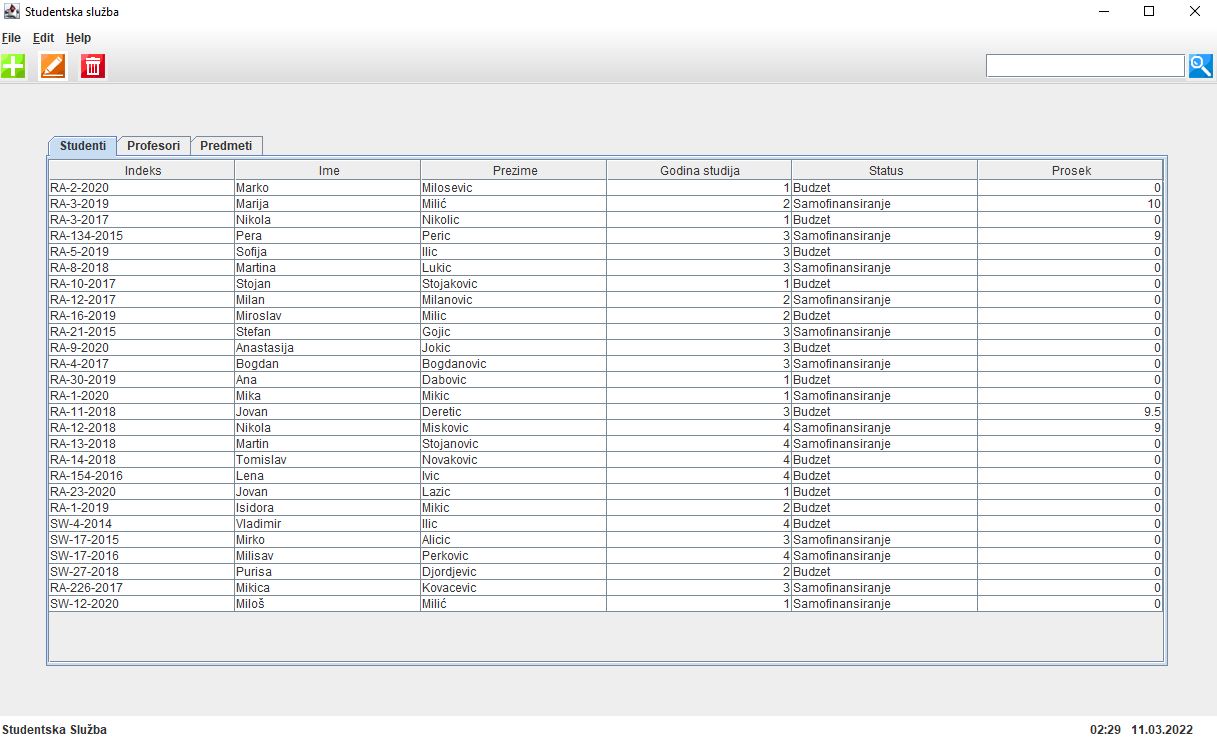 Studentska služba
File Edit Help
Studenti Profesori Predmeti
Indeks Ime Prezime Godina studija Status Prosek
RA-2-2020 Marko Milosevic 1 Budzet 0
RA-3-2019 Marija Milić 2 Samofinansiranje 10
RA-3-2017 Nikola Nikolic 1 Budzet 0
RA-134-2015 Pera Peric 3 Samofinansiranje 9
RA-5-2019 Sofija Ilic 3 Budzet 0
RA-8-2018 Martina Lukic 3 Samofinansiranje 0
RA-10-2017 Stojan Stojakovic 1 Budzet 0
RA-12-2017 Milan Milanovic 2 Samofinansiranje 0
RA-16-2019 Miroslav Milic 2 Budzet 0
RA-21-2015 Stefan Gojic 3 Samofinansiranje 0
RA-9-2020 Anastasija Jokic 3 Budzet 0
RA-4-2017 Bogdan Bogdanovic 3 Samofinansiranje 0
RA-30-2019 Ana Dabovic 1 Budzet 0
RA-1-2020 Mika Mikic 1 Samofinansiranje 0
RA-11-2018 Jovan Deretic 3 Budzet 9.5
RA-12-2018 Nikola Miskovic 4 Samofinansiranje 9
RA-13-2018 Martin Stojanovic 4 Samofinansiranje 0
RA-14-2018 Tomislav Novakovic 4 Budzet 0
RA-154-2016 Lena Ivic 4 Budzet 0
RA-23-2020 Jovan Lazic 1 Budzet 0
RA-1-2019 Isidora Mikic 2 Budzet 0
SW-4-2014 Vladimir Ilic 4 Budzet 0
SW-17-2015 Mirko Alicic 3 Samofinansiranje 0
SW-17-2016 Milisav Perkovic 4 Samofinansiranje 0
SW-27-2018 Purisa Djordjevic 2 Budzet 0
RA-226-2017 Mikica Kovacevic 3 Samofinansiranje 0
SW-12-2020 Miloš Milić 1 Samofinansiranje 0
Studentska Služba 02:29 11.03.2022